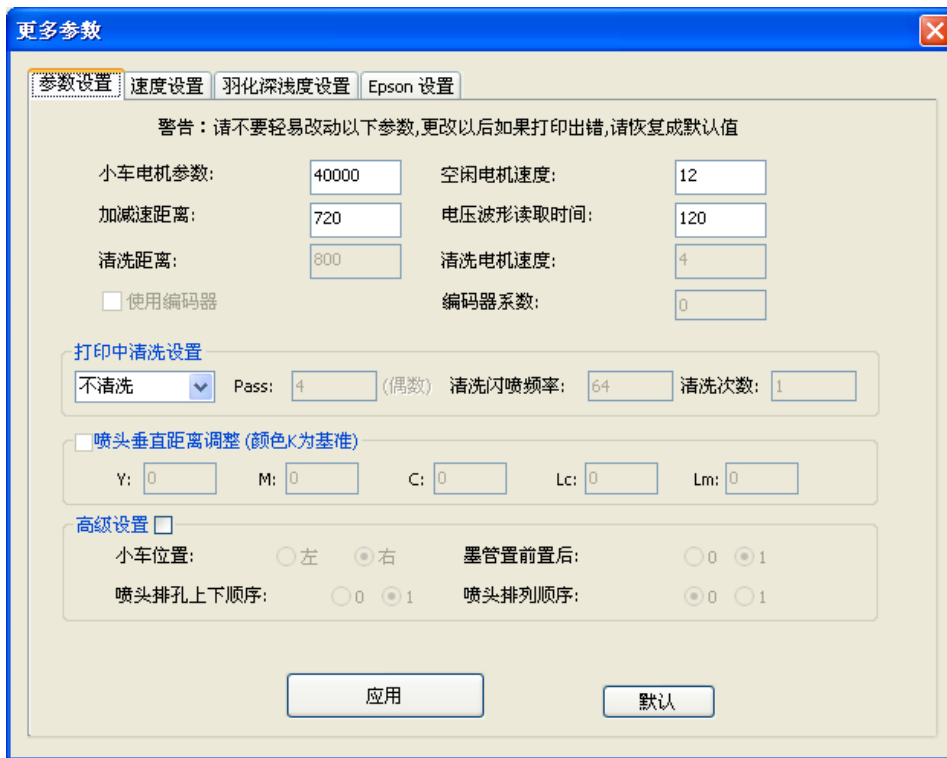 更多参数
参数设置 速度设置 羽化深浅度设置 Epson 设置
警告：请不要轻易改动以下参数,更改以后如果打印出错,请恢复成默认值
小车电机参数: 40000 空闲电机速度: 12
加减速距离: 720 电压波形读取时间: 120
清洗距离: 800 清洗电机速度: 4
使用编码器 编码器系数: 0
打印中清洗设置
不清洗 Pass: 4 (偶数) 清洗闪喷频率: 64 清洗次数: 1
喷头垂直距离调整 (颜色K为基准)
Y: 0 M: 0 C: 0 Lc: 0 Lm: 0
高级设置
小车位置: 左 右 墨管置前置后: 0 1
喷头排孔上下顺序: 0 1 喷头排列顺序: 0 1
应用 默认